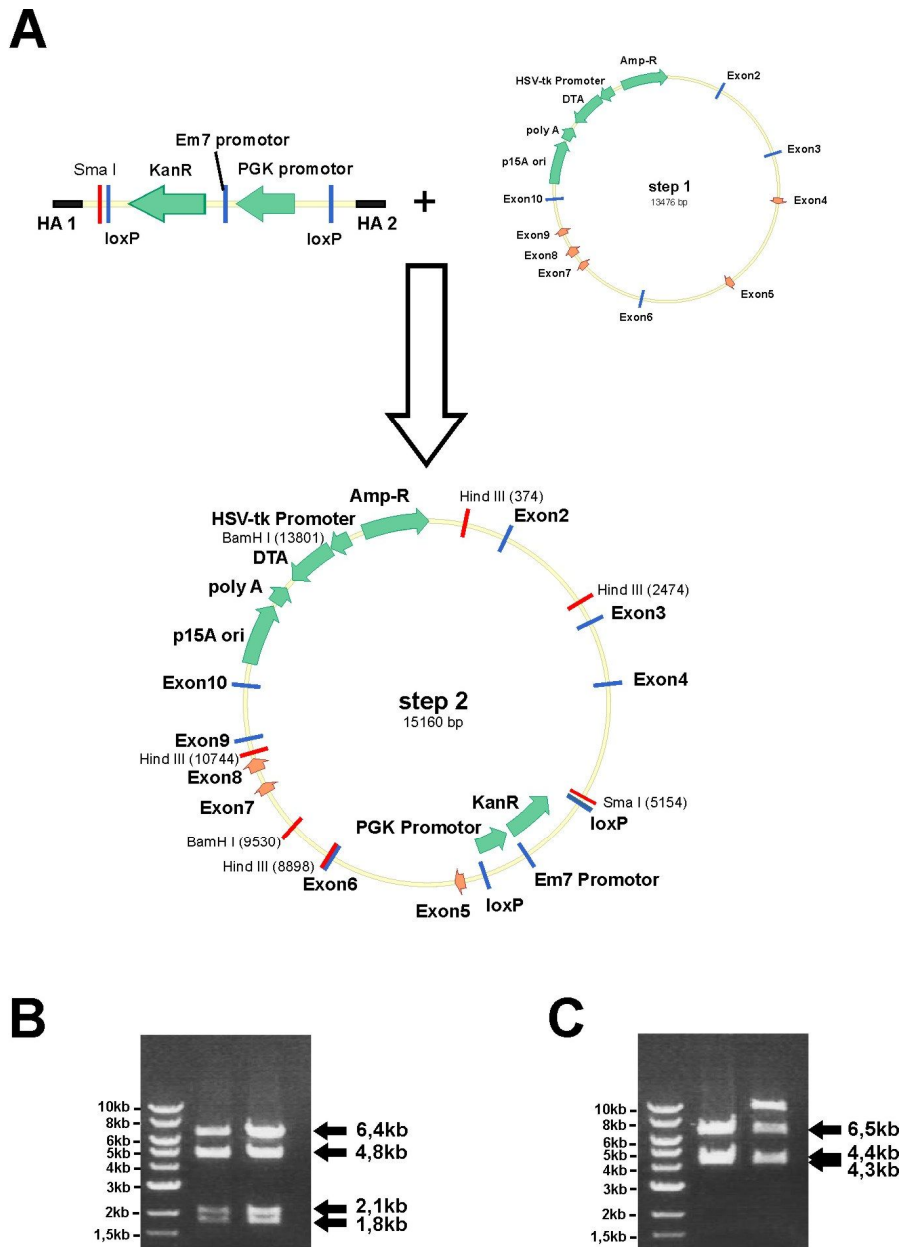 A
Em7 promotor
Sma I
KanR
PGK promotor
HA 1
loxP
loxP
HA 2
+
Amp-R
HSV-tk Promoter
DTA
poly A
p15A ori
Exon10
Exon9
Exon8
Exon7
Exon6
Exon5
Exon4
Exon3
Exon2
step 1
13476 bp
Amp-R
Hind III (374)
Exon2
HSV-tk Promoter
BamH I (13801)
DTA
poly A
Hind III (2474)
Exon3
p15A ori
Exon10
Exon4
step 2
15160 bp
Exon9
Hind III (10744)
Exon8
Exon7
KanR
Sma I (5154)
loxP
PGK Promotor
BamH I (9530)
Hind III (8898)
Exon6
Em7 Promotor
Exon5
loxP
B
10kb
8kb
6kb
5kb
4kb
3kb
2kb
1,5kb
6,4kb
4,8kb
2,1kb
1,8kb
C
10kb
8kb
6kb
5kb
4kb
3kb
2kb
1,5kb
6,5kb
4,4kb
4,3kb